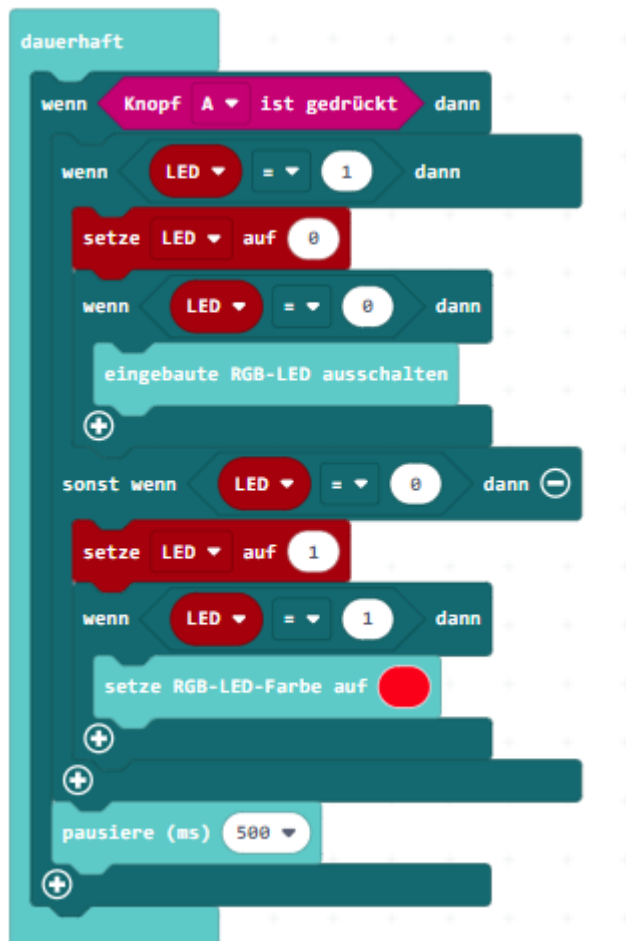 dauerhaft
wenn Knopf A ist gedrückt dann
wenn LED = 1 dann
setze LED auf 0
wenn LED = 0 dann
eingebaute RGB-LED ausschalten
sonst wenn LED = 0 dann
setze LED auf 1
wenn LED = 1 dann
setze RGB-LED-Farbe auf
pausiere (ms) 500